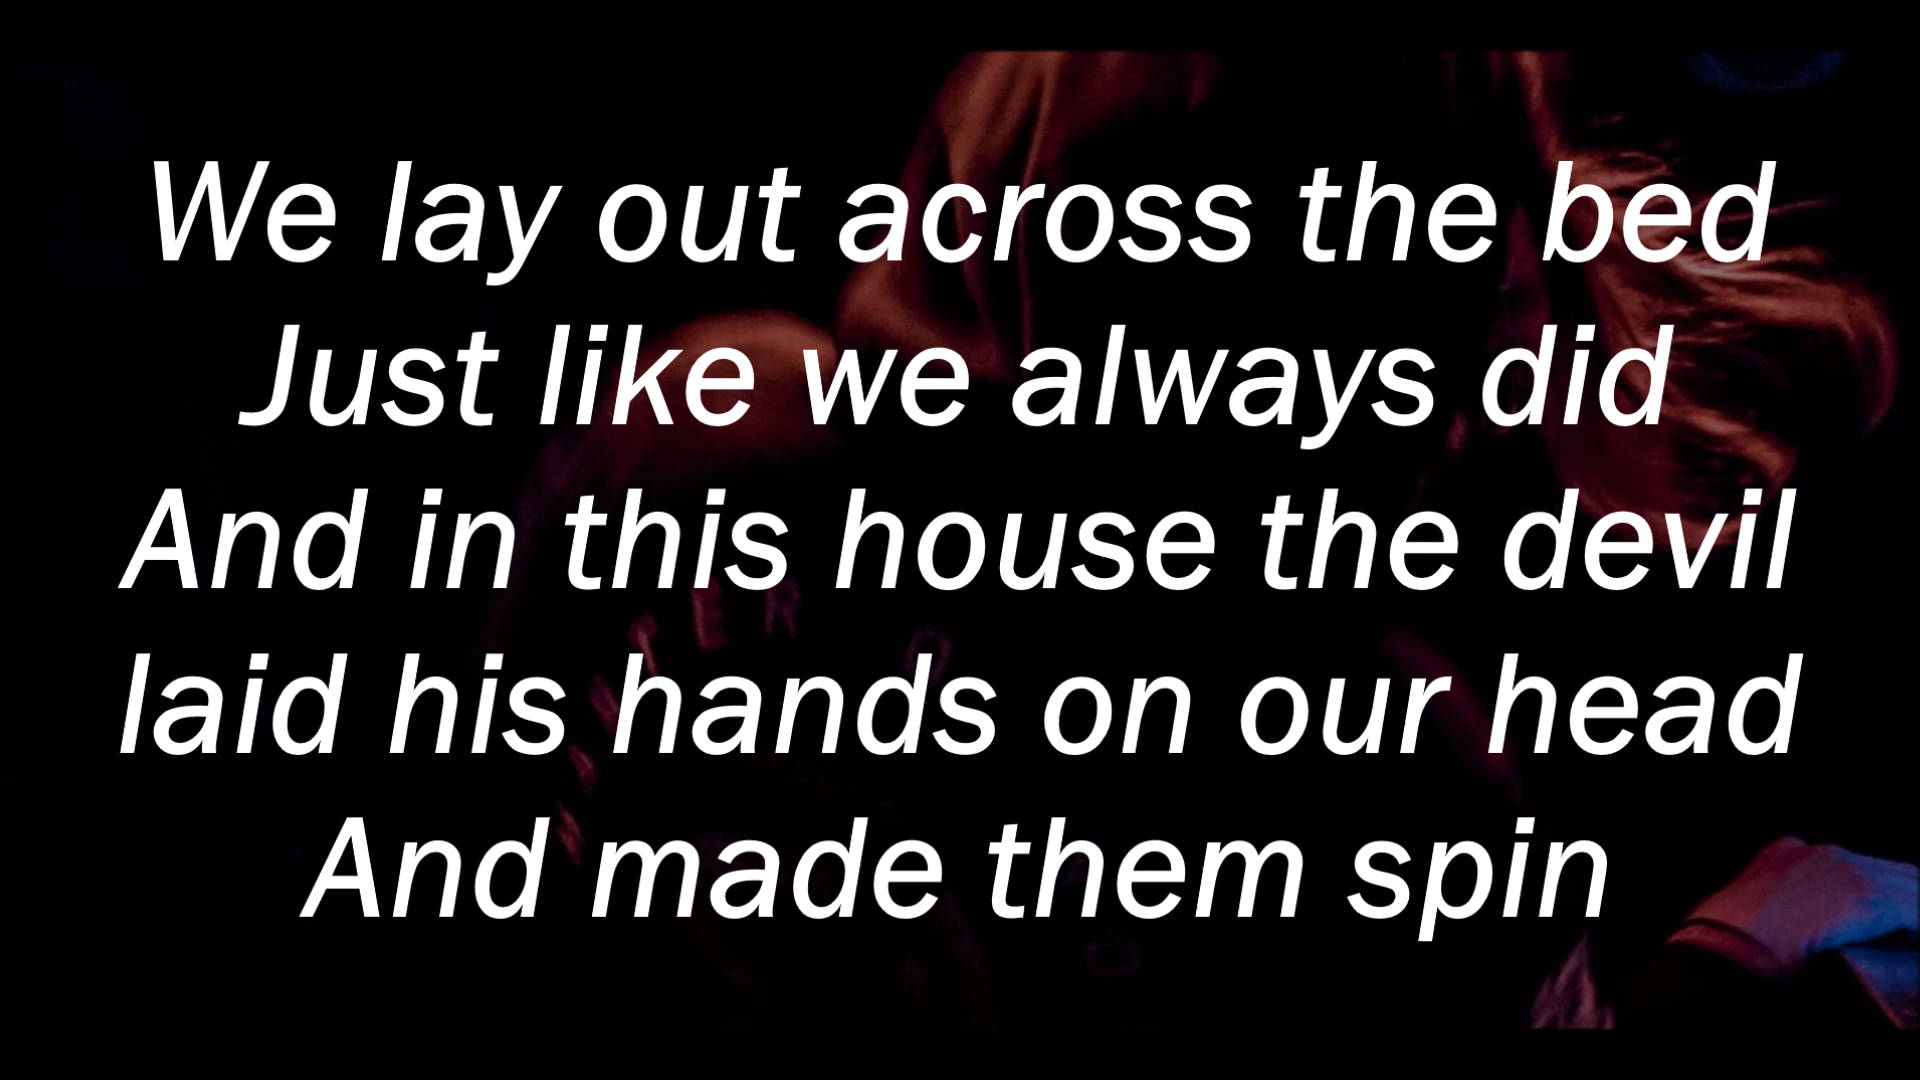 We lay out across the bed
Just like we always did
And in this house the devil
laid his hands on our head
And made them spin